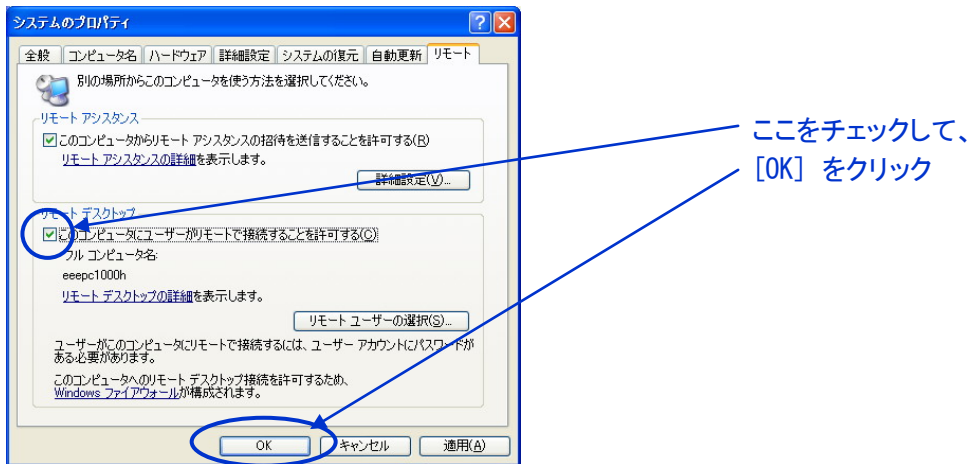 システムのプロパティ
全般 コンピュータ名 ハードウェア 詳細設定 システムの復元 自動更新 リモート
別の場所からこのコンピュータを使う方法を選択してください。
リモート アシスタンス
このコンピュータからリモート アシスタンスの招待を送信することを許可する(R)
リモート アシスタンスの詳細を表示します。
詳細設定(V)...
リモート デスクトップ
このコンピュータにユーザーがリモートで接続することを許可する(C)
フル コンピュータ名:
eeepc1000h
リモート デスクトップの詳細を表示します。
リモート ユーザーの選択(S)...
ユーザーがこのコンピュータにリモートで接続するには、ユーザー アカウントにパスワードが
ある必要があります。
このコンピュータへのリモート デスクトップ接続を許可するため、
Windows ファイアウォールが構成されます。
OK キャンセル 適用(A)
ここをチェックして、
[OK] をクリック